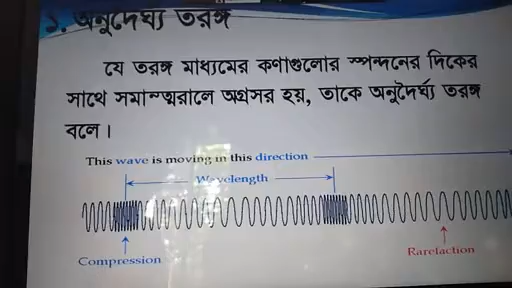 ১. অনুদৈর্ঘ্য তরঙ্গ
যে তরঙ্গ মাধ্যমের কণাগুলোর স্পন্দনের দিকের
সাথে সমান্তরালে অগ্রসর হয়, তাকে অনুদৈর্ঘ্য তরঙ্গ
বলে।
This wave is moving in this direction
Wavelength
Compression
Rarefaction